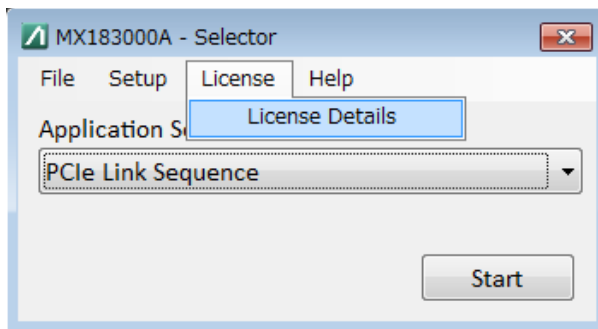 MX183000A - Selector
File Setup License Help
License Details
Application S
PCIe Link Sequence
Start